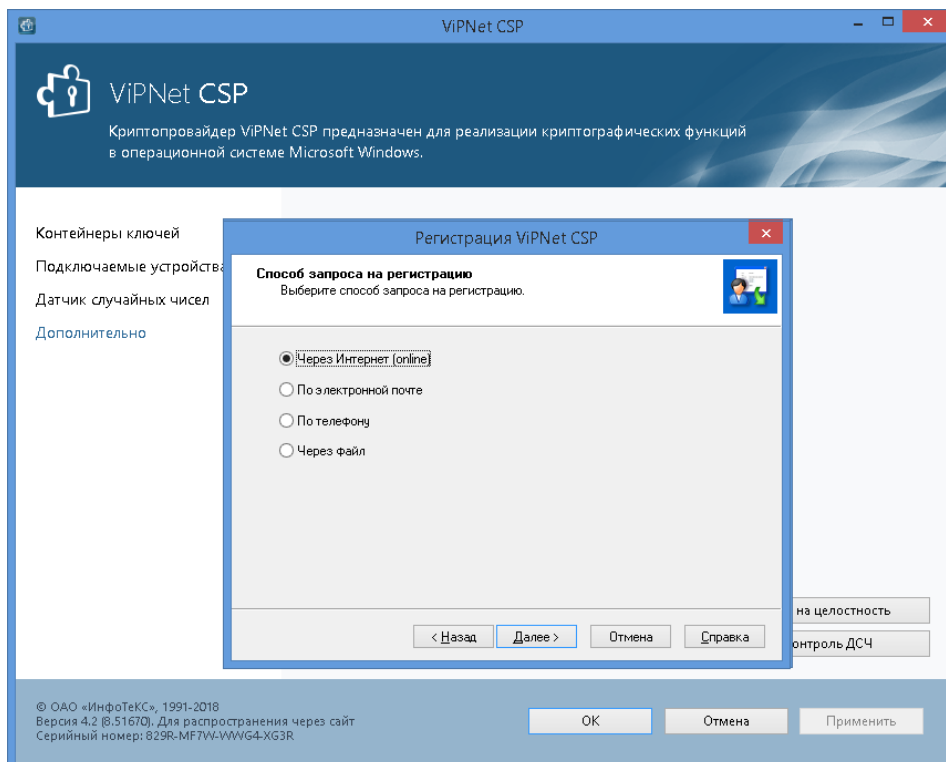 ViPNet CSP
ViPNet CSP
Криптопровайдер ViPNet CSP предназначен для реализации криптографических функций
в операционной системе Microsoft Windows.
Контейнеры ключей
Подключаемые устройства
Датчик случайных чисел
Дополнительно
Регистрация ViPNet CSP
Способ запроса на регистрацию
Выберите способ запроса на регистрацию.
Через Интернет (online)
По электронной почте
По телефону
Через файл
< Назад
Далее >
Отмена
Справка
на целостность
онтроль ДСЧ
© ОАО «ИнфоТеКС», 1991-2018
Версия 4.2 (8.51670). Для распространения через сайт
Серийный номер: 829R-MF7W-WWG4-XG3R
OK
Отмена
Применить